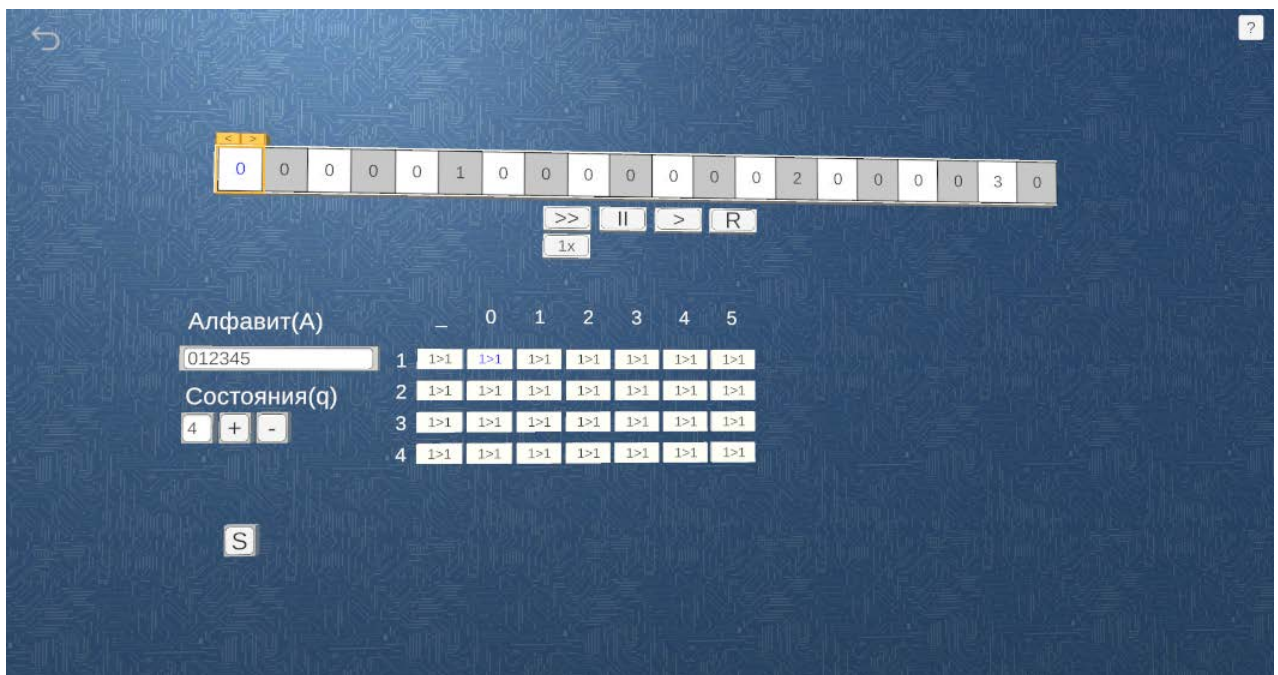 ?
< >
0 0 0 0 0 1 0 0 0 0 0 0 0 2 0 0 0 0 3 0
>> II > R
1x
Алфавит(А) _ 0 1 2 3 4 5
012345 1 1>1 1>1 1>1 1>1 1>1 1>1 1>1
Состояния(q) 2 1>1 1>1 1>1 1>1 1>1 1>1 1>1
4 + - 3 1>1 1>1 1>1 1>1 1>1 1>1 1>1
4 1>1 1>1 1>1 1>1 1>1 1>1 1>1
S